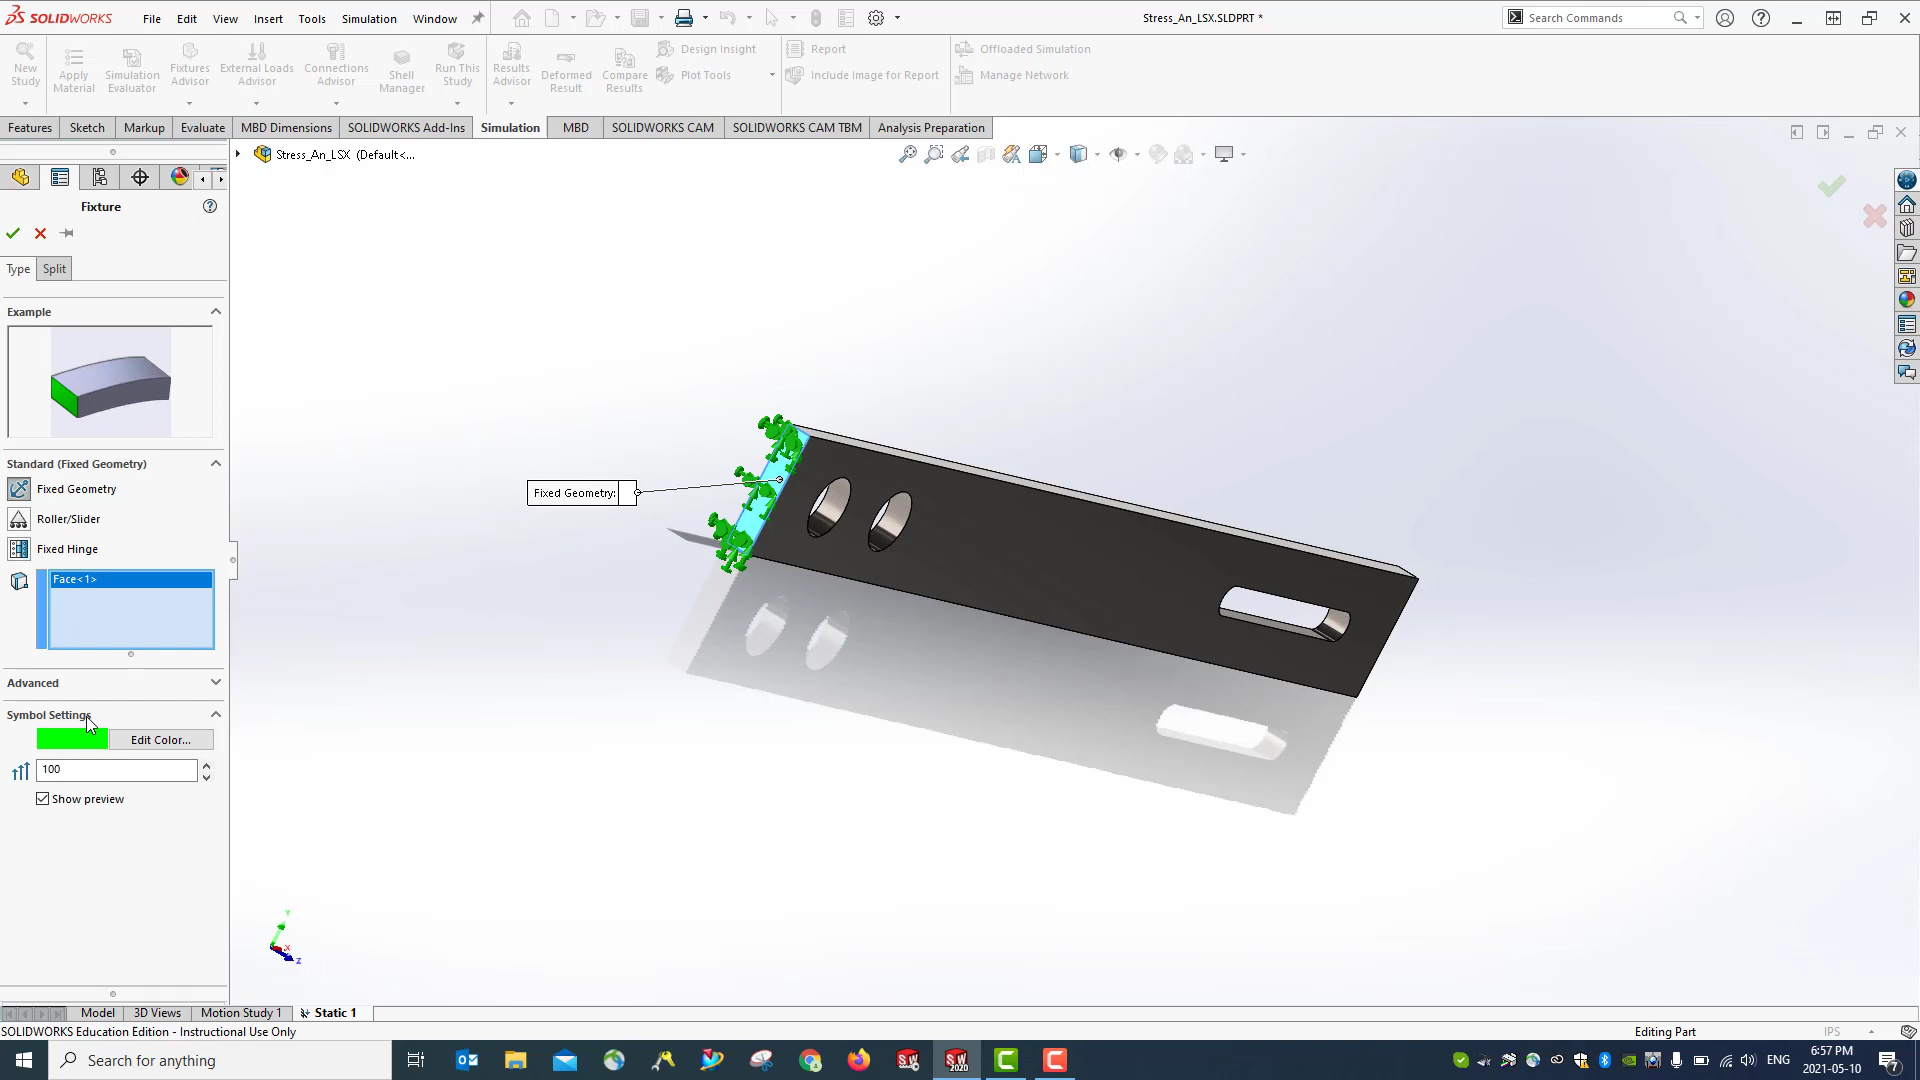 SOLIDWORKS
File Edit View Insert Tools Simulation Window
Stress_An_LSX.SLDPRT *
Search Commands
New Study
Apply Material
Simulation Evaluator
Fixtures Advisor
External Loads Advisor
Connections Advisor
Shell Manager
Run This Study
Results Advisor
Deformed Result
Compare Results
Design Insight
Plot Tools
Report
Include Image for Report
Offloaded Simulation
Manage Network
Features Sketch Markup Evaluate MBD Dimensions SOLIDWORKS Add-Ins Simulation MBD SOLIDWORKS CAM SOLIDWORKS CAM TBM Analysis Preparation
Stress_An_LSX (Default<...
Fixture
Type Split
Example
Standard (Fixed Geometry)
Fixed Geometry
Roller/Slider
Fixed Hinge
Face<1>
Advanced
Symbol Settings
Edit Color...
100
Show preview
Fixed Geometry:
Y
X
Z
Model 3D Views Motion Study 1 Static 1
SOLIDWORKS Education Edition - Instructional Use Only
Editing Part
IPS
Search for anything
SW
2020
ENG
6:57 PM
2021-05-10
7